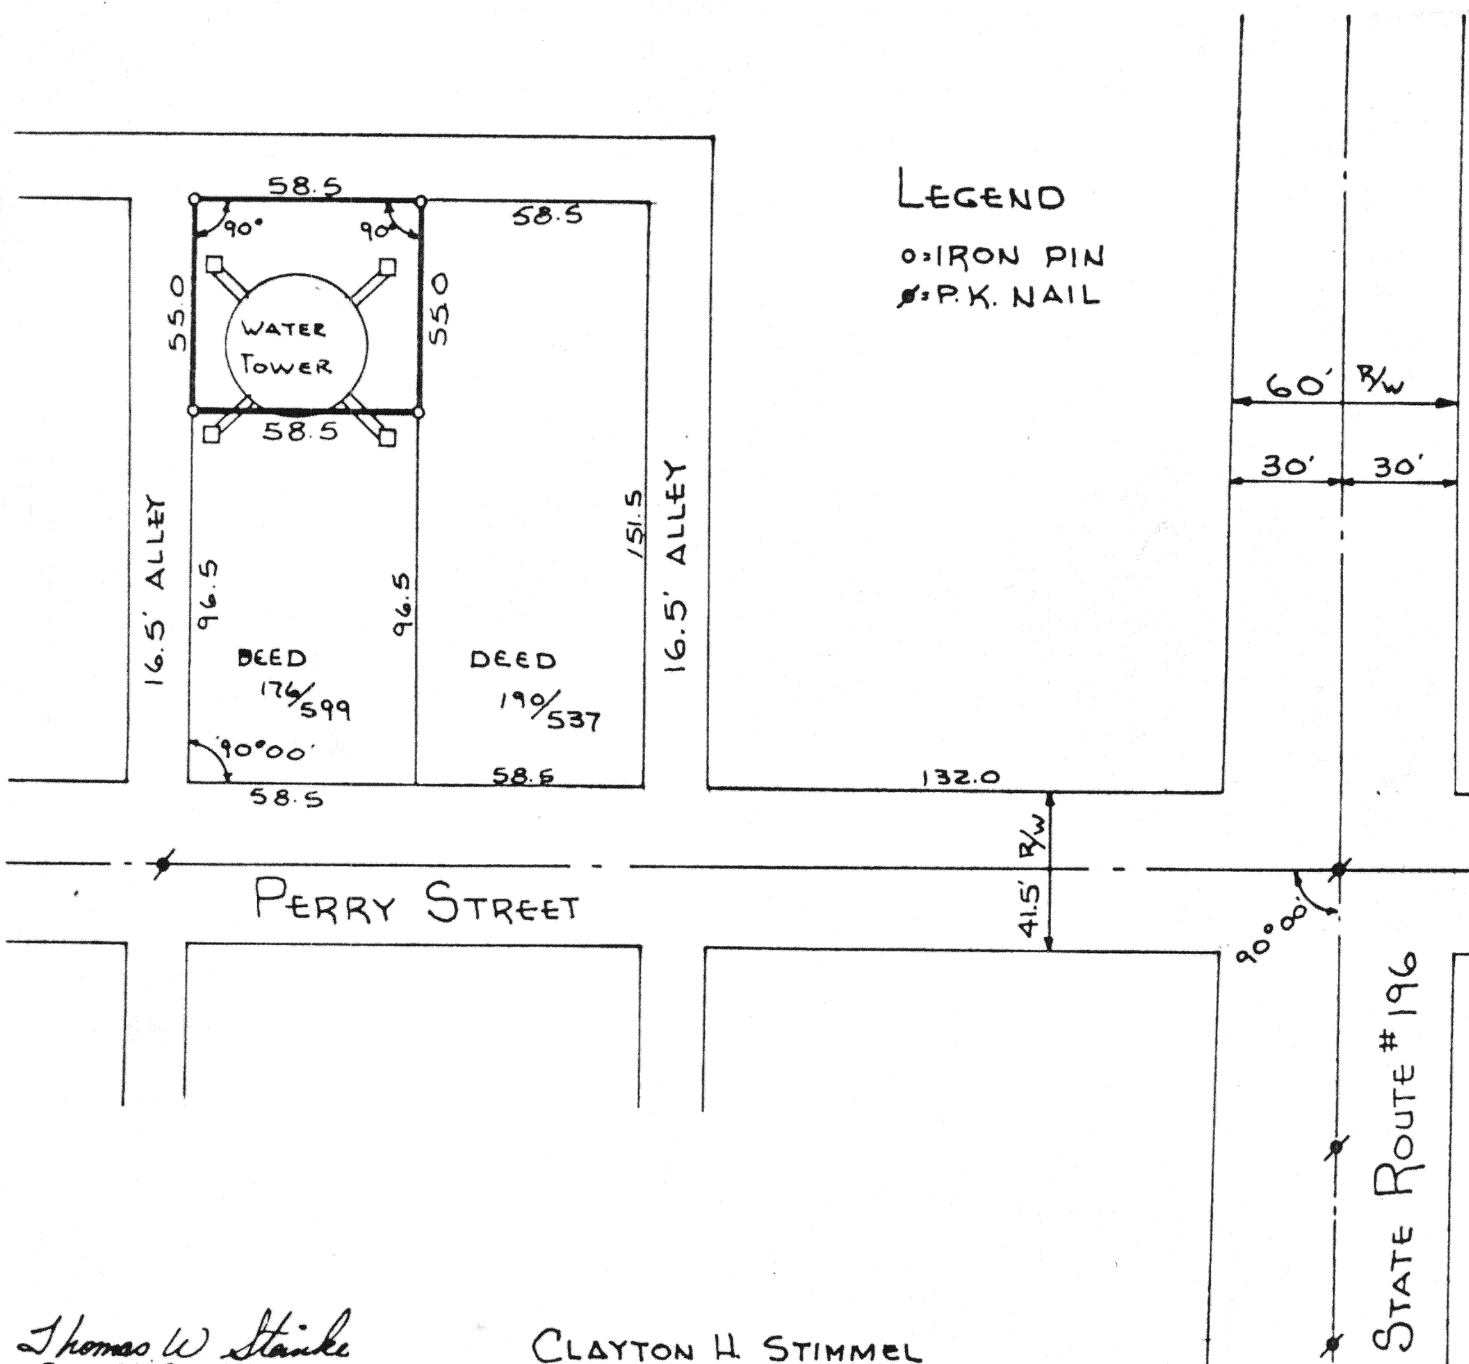 58.5
58.5
90°
90°
55.0
55.0
WATER
TOWER
58.5
LEGEND
o=IRON PIN
ø=P.K. NAIL
60' R/W
30'
30'
16.5' ALLEY
96.5
96.5
151.5
16.5' ALLEY
DEED
176/599
DEED
190/537
90°00'
58.5
58.5
132.0
41.5' R/W
PERRY STREET
90°00'
STATE ROUTE #196
Thomas W Steinke
CLAYTON H. STIMMEL